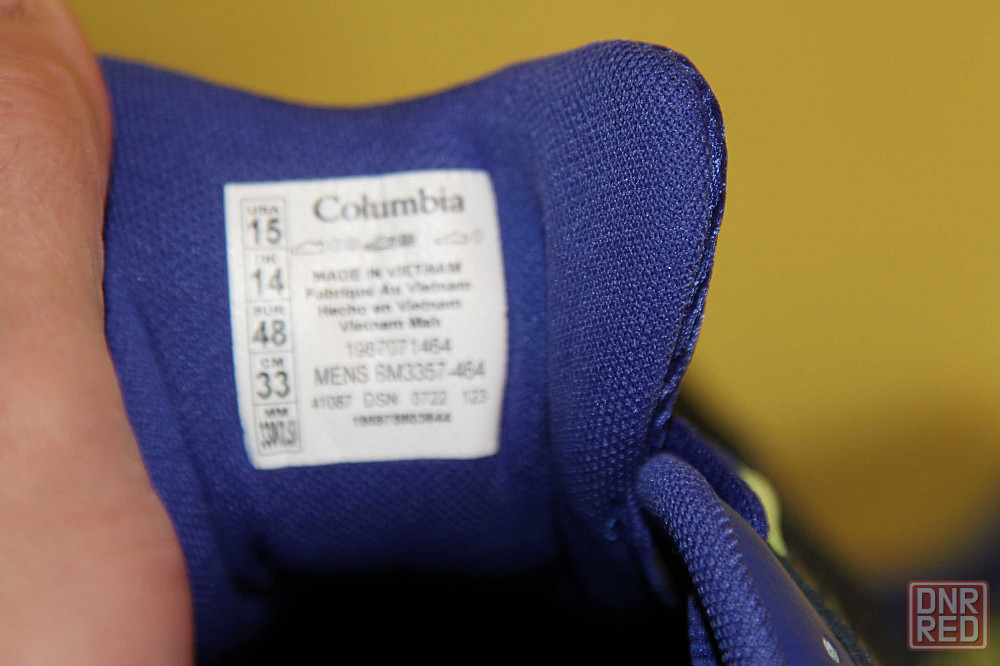 Columbia
USA
15
UK
14
EUR
48
CM
33
MM
MADE IN VIETNAM
Fabriqué Au Vietnam
Hecho en Vietnam
Vietnam Malı
1987071464
MENS BM3357-464
41087 DSN 0722 123
DNR
RED